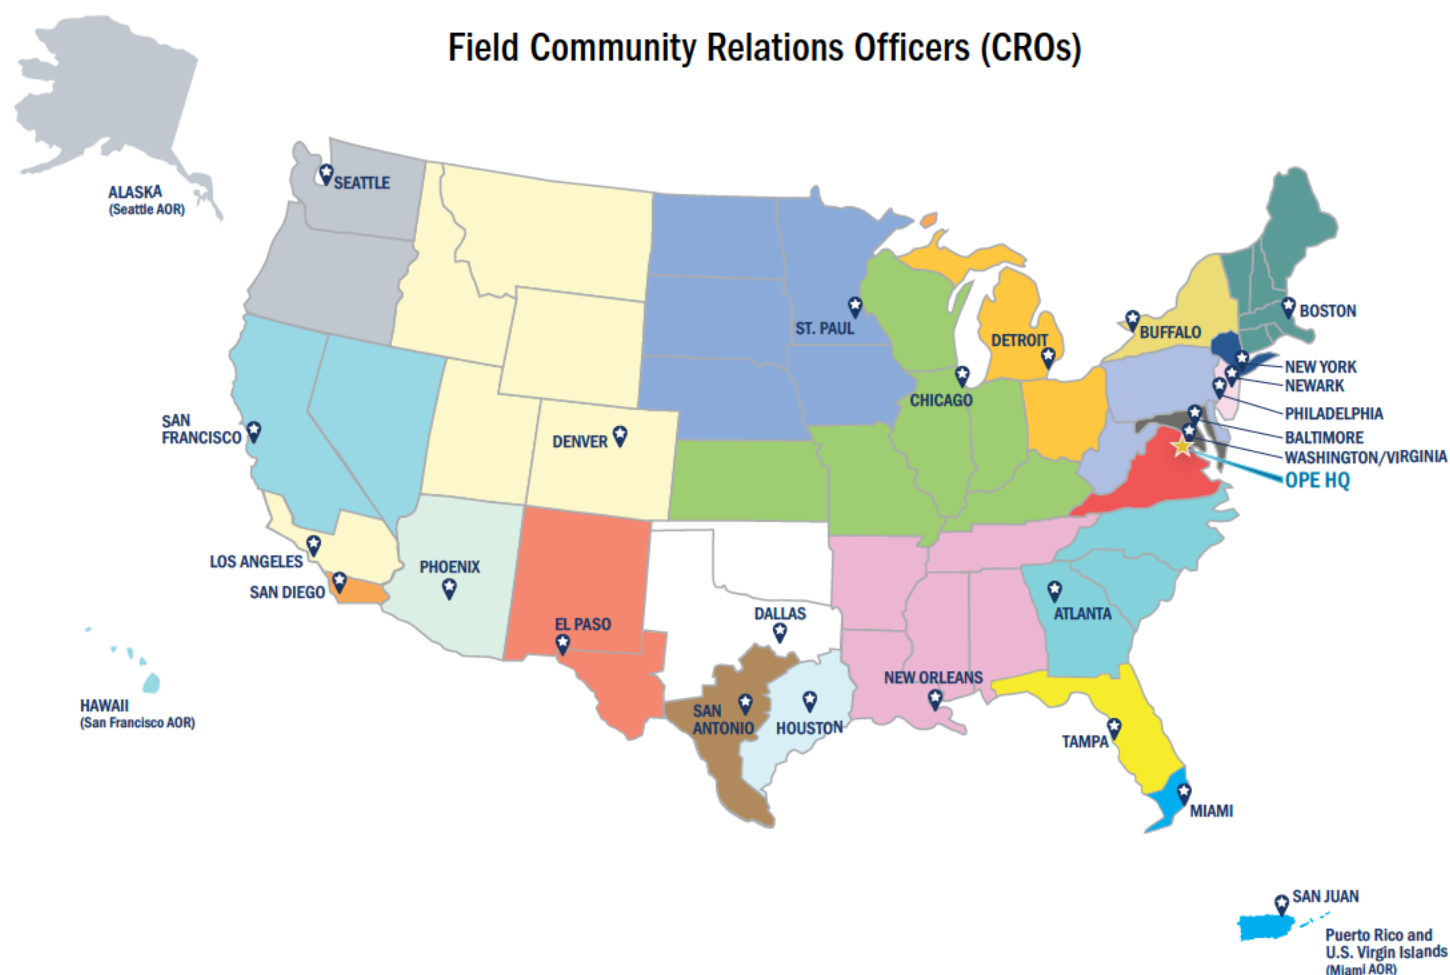 Field Community Relations Officers (CROs)
ALASKA
(Seattle AOR)
SEATTLE
ST. PAUL
BOSTON
BUFFALO
DETROIT
NEW YORK
NEWARK
CHICAGO
PHILADELPHIA
SAN
FRANCISCO
DENVER
BALTIMORE
WASHINGTON/VIRGINIA
OPE HQ
LOS ANGELES
PHOENIX
SAN DIEGO
EL PASO
DALLAS
ATLANTA
HAWAII
(San Francisco AOR)
SAN
ANTONIO
HOUSTON
NEW ORLEANS
TAMPA
MIAMI
SAN JUAN
Puerto Rico and
U.S. Virgin Islands
(Miami AOR)